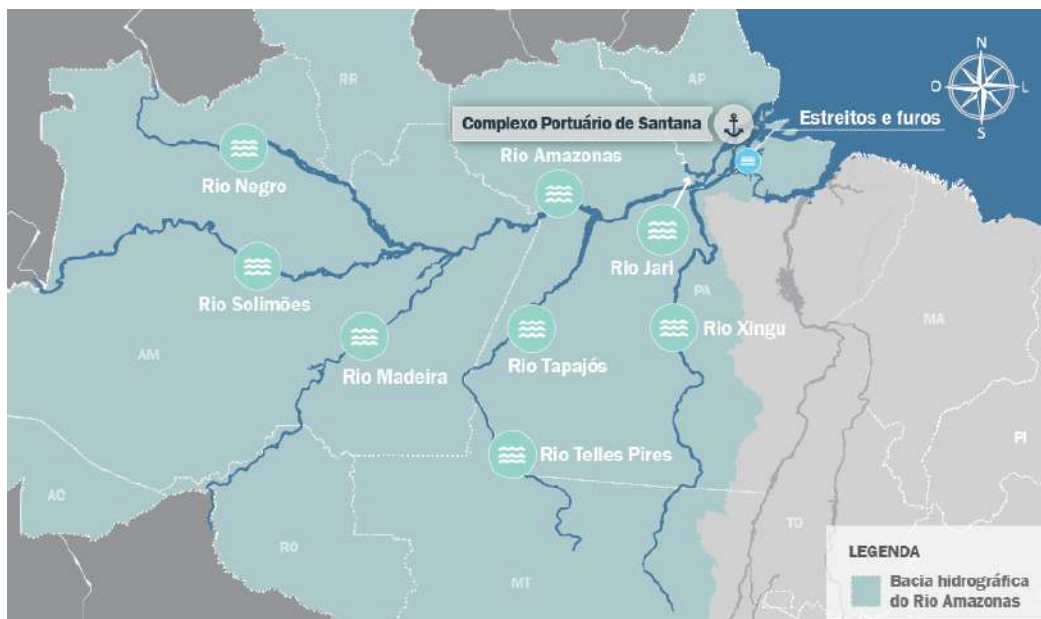 RR
AP
N
O
L
S
Complexo Portuário de Santana
Estreitos e furos
Rio Amazonas
Rio Negro
Rio Jari
Rio Solimões
PA
Rio Xingu
MA
AM
Rio Madeira
Rio Tapajós
PI
Rio Telles Pires
AC
TO
RO
MT
LEGENDA
Bacia hidrográfica
do Rio Amazonas